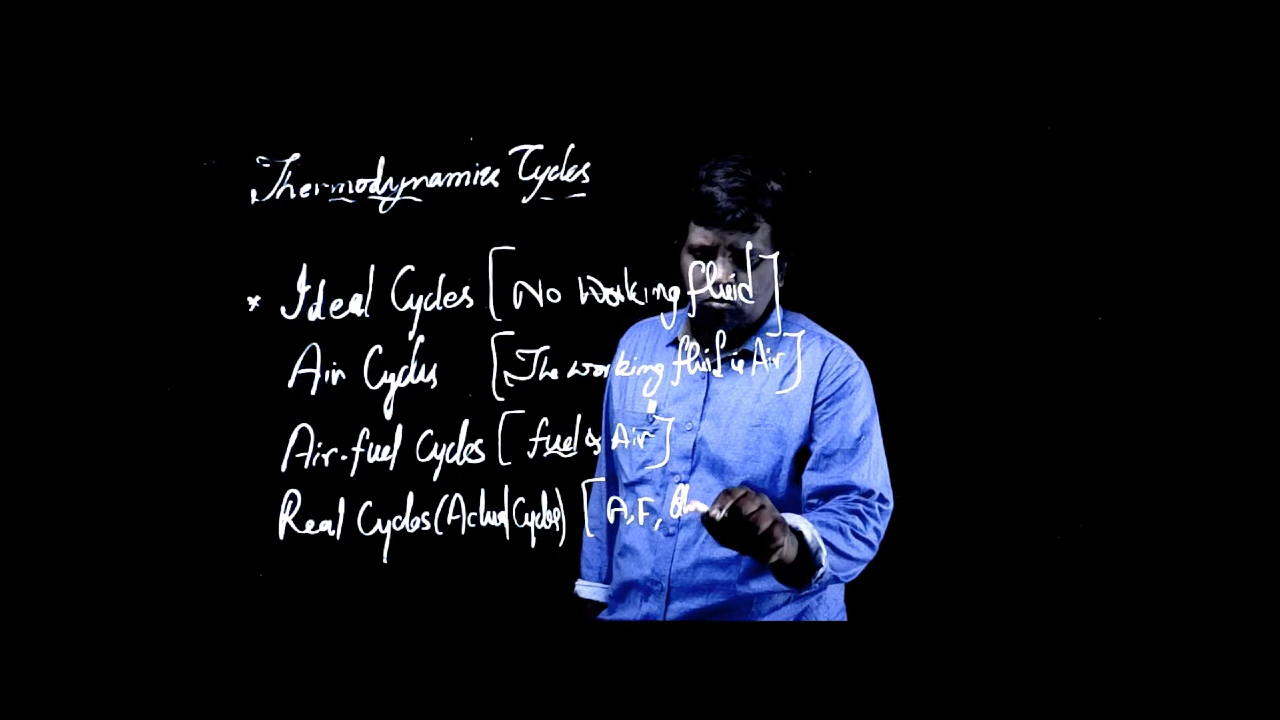 Thermodynamics Cycles
* Ideal Cycles [No Working fluid]
Air Cycles [The working fluid is Air]
Air-fuel Cycles [fuel & Air]
Real Cycles (Actual Cycles) [A, F,